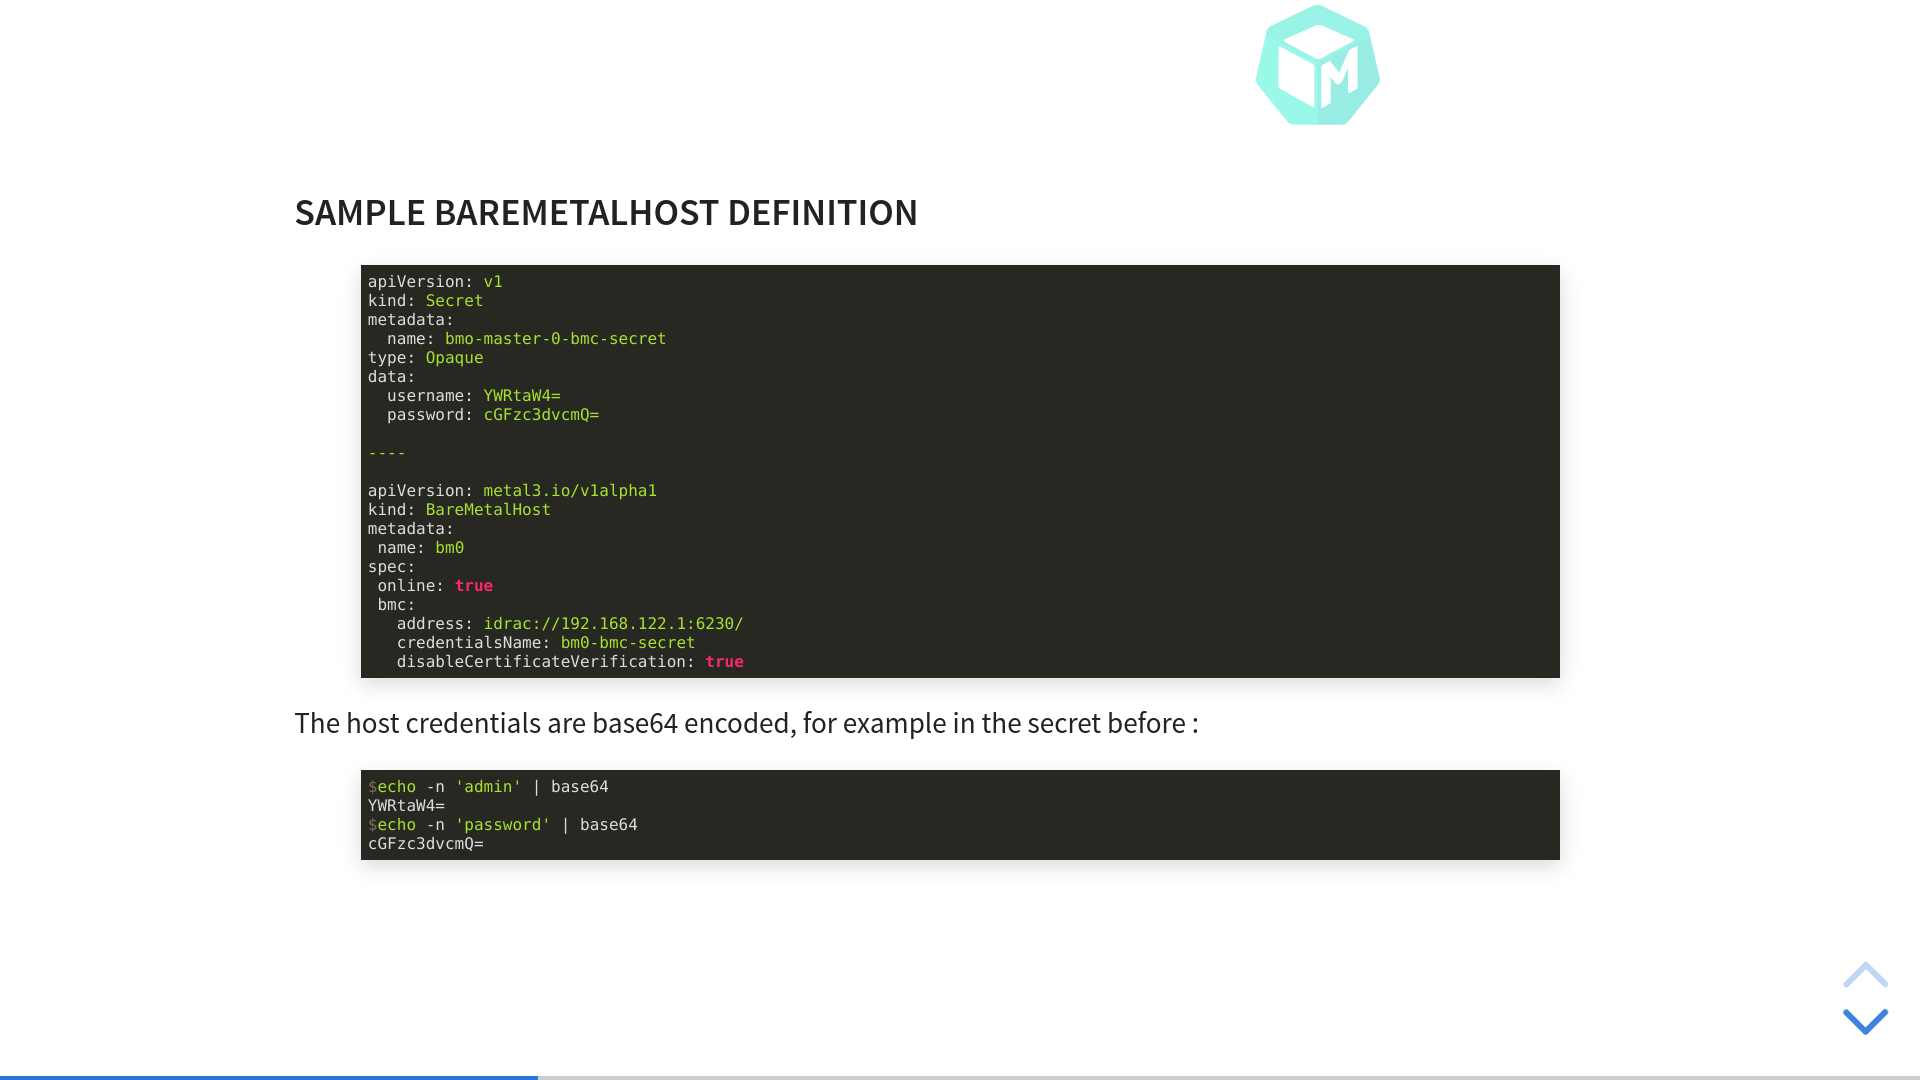 M
SAMPLE BAREMETALHOST DEFINITION
apiVersion: v1
kind: Secret
metadata:
  name: bmo-master-0-bmc-secret
type: Opaque
data:
  username: YWRtaW4=
  password: cGFzc3dvcmQ=

----

apiVersion: metal3.io/v1alpha1
kind: BareMetalHost
metadata:
 name: bm0
spec:
 online: true
 bmc:
   address: idrac://192.168.122.1:6230/
   credentialsName: bm0-bmc-secret
   disableCertificateVerification: true
The host credentials are base64 encoded, for example in the secret before :
$echo -n 'admin' | base64
YWRtaW4=
$echo -n 'password' | base64
cGFzc3dvcmQ=